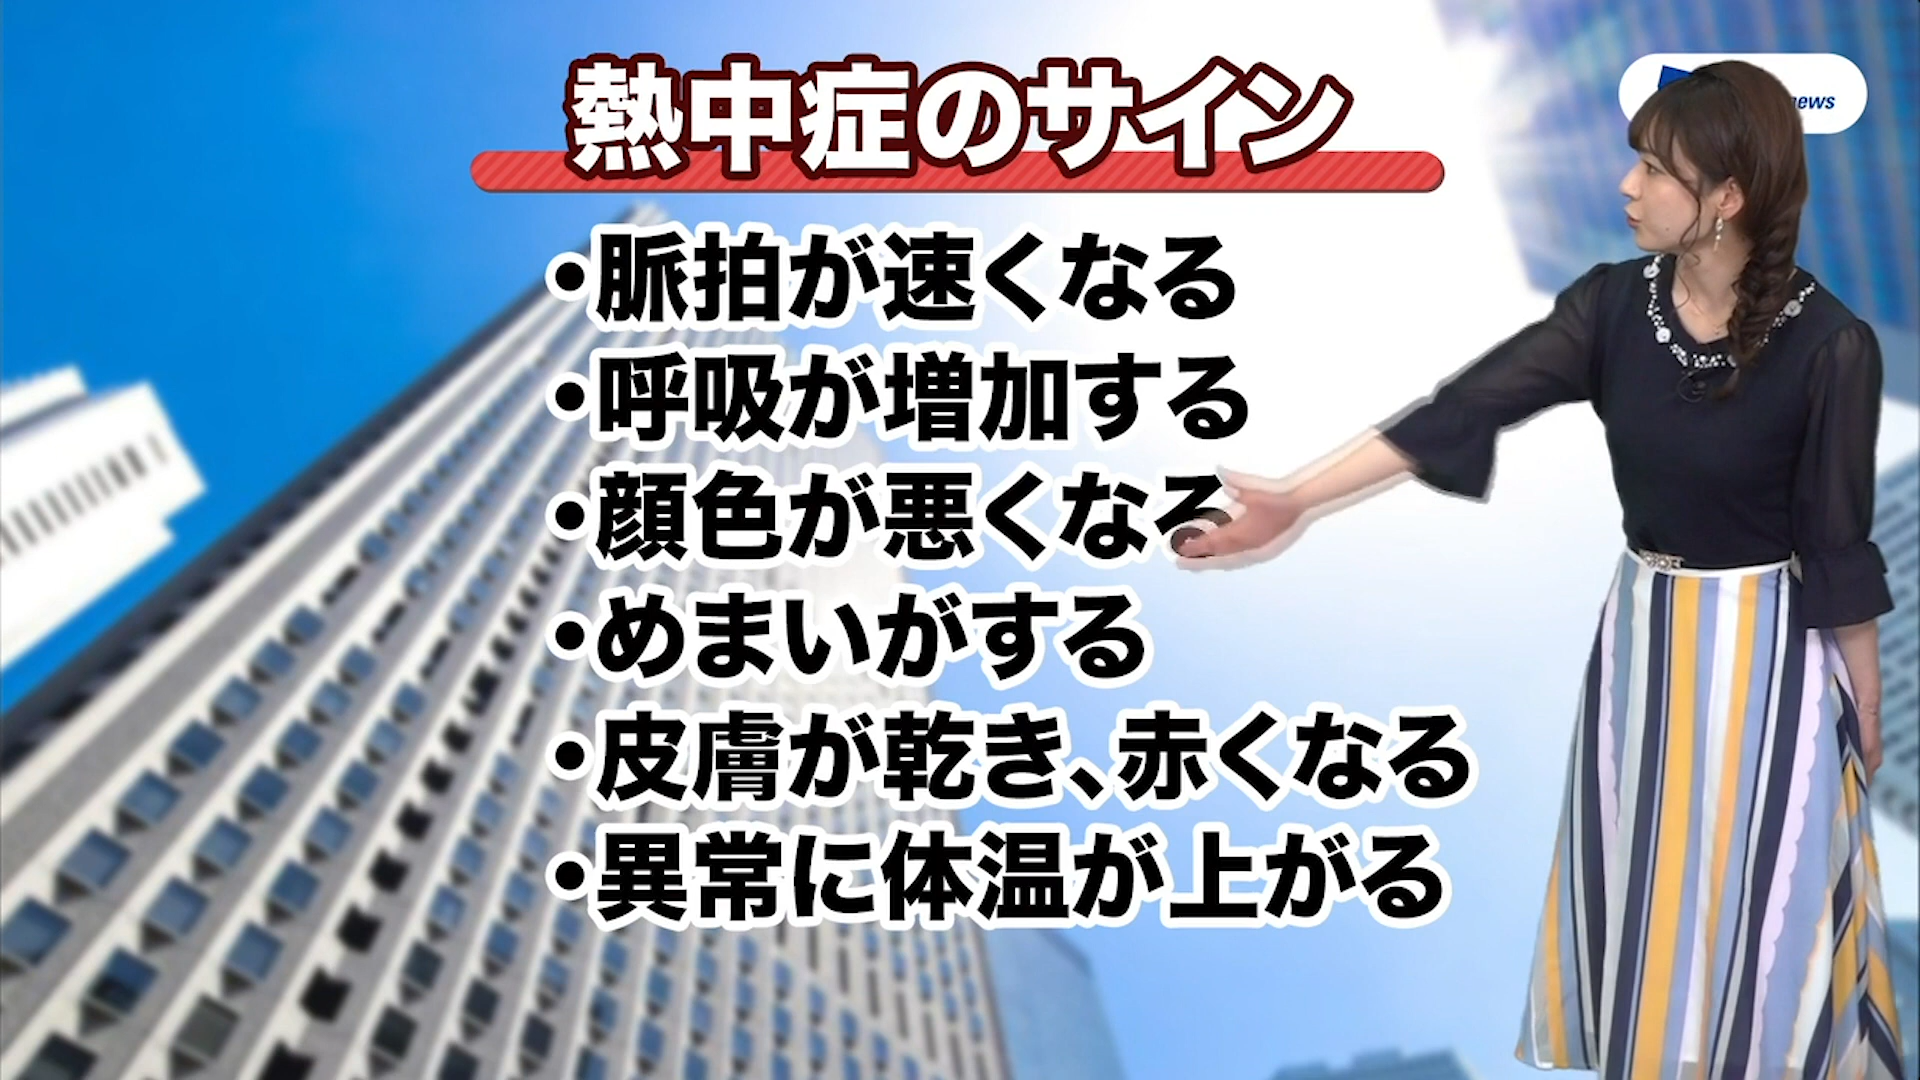 熱中症のサイン
・脈拍が速くなる
・呼吸が増加する
・顔色が悪くなる
・めまいがする
・皮膚が乾き、赤くなる
・異常に体温が上がる
news